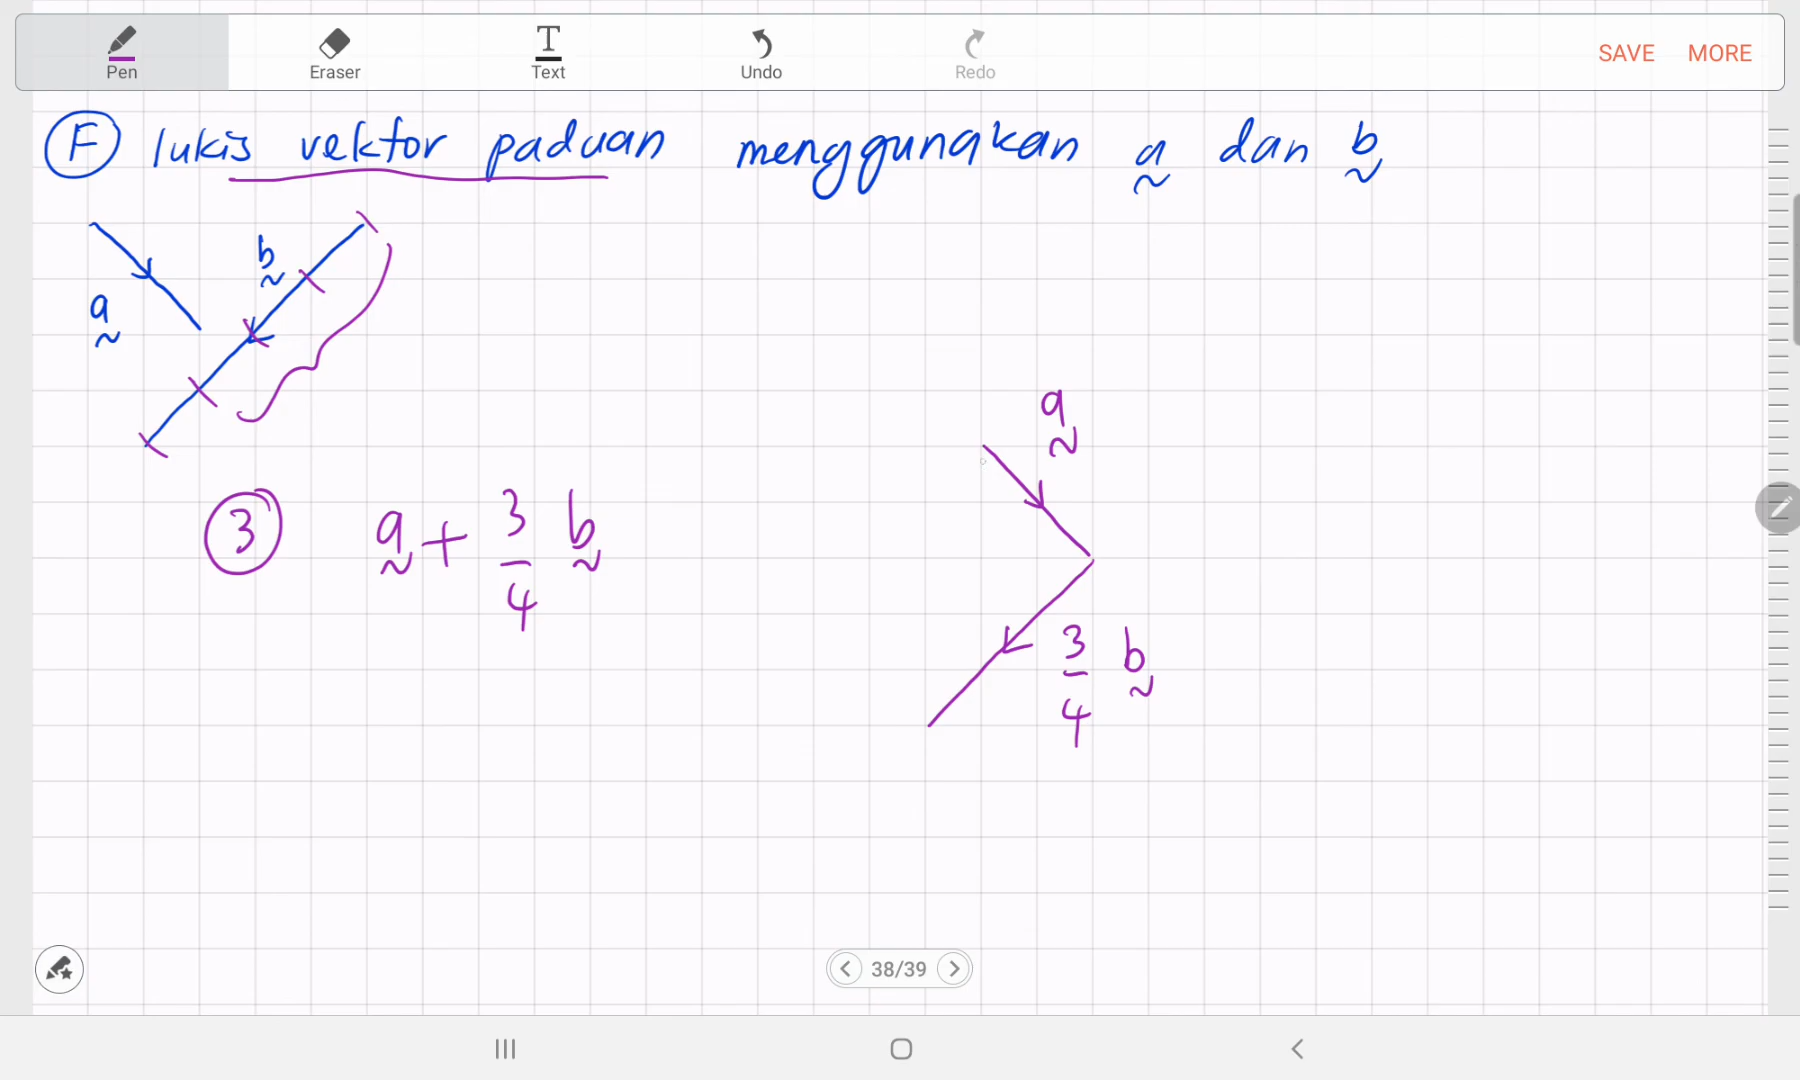 Pen Eraser Text Undo Redo SAVE MORE
F lukis vektor paduan menggunakan a dan b
~ ~
a
~
b
~
3 a + 3/4 b
~ ~
a
~
3/4 b
~
38/39